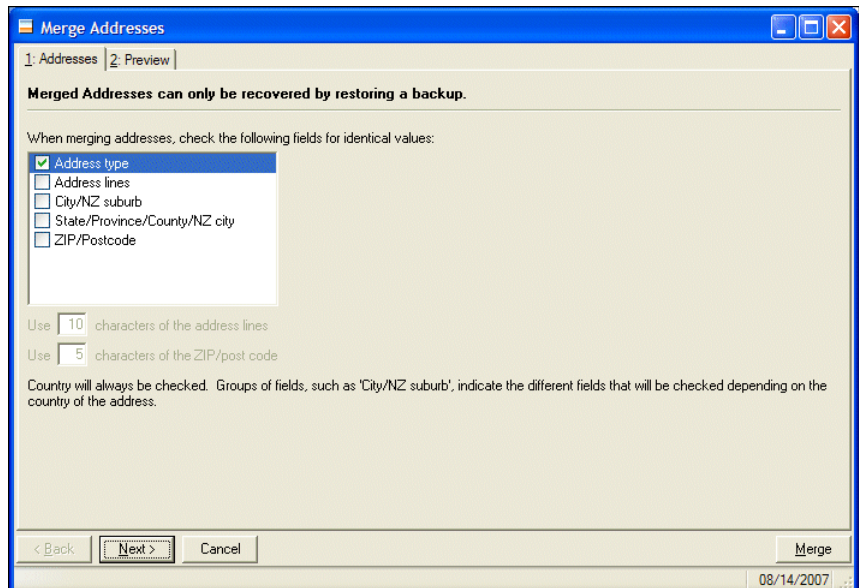 Merge Addresses
1: Addresses 2: Preview
Merged Addresses can only be recovered by restoring a backup.
When merging addresses, check the following fields for identical values:
Address type
Address lines
City/NZ suburb
State/Province/County/NZ city
ZIP/Postcode
Use 10 characters of the address lines
Use 5 characters of the ZIP/post code
Country will always be checked. Groups of fields, such as 'City/NZ suburb', indicate the different fields that will be checked depending on the
country of the address.
< Back Next > Cancel Merge
08/14/2007